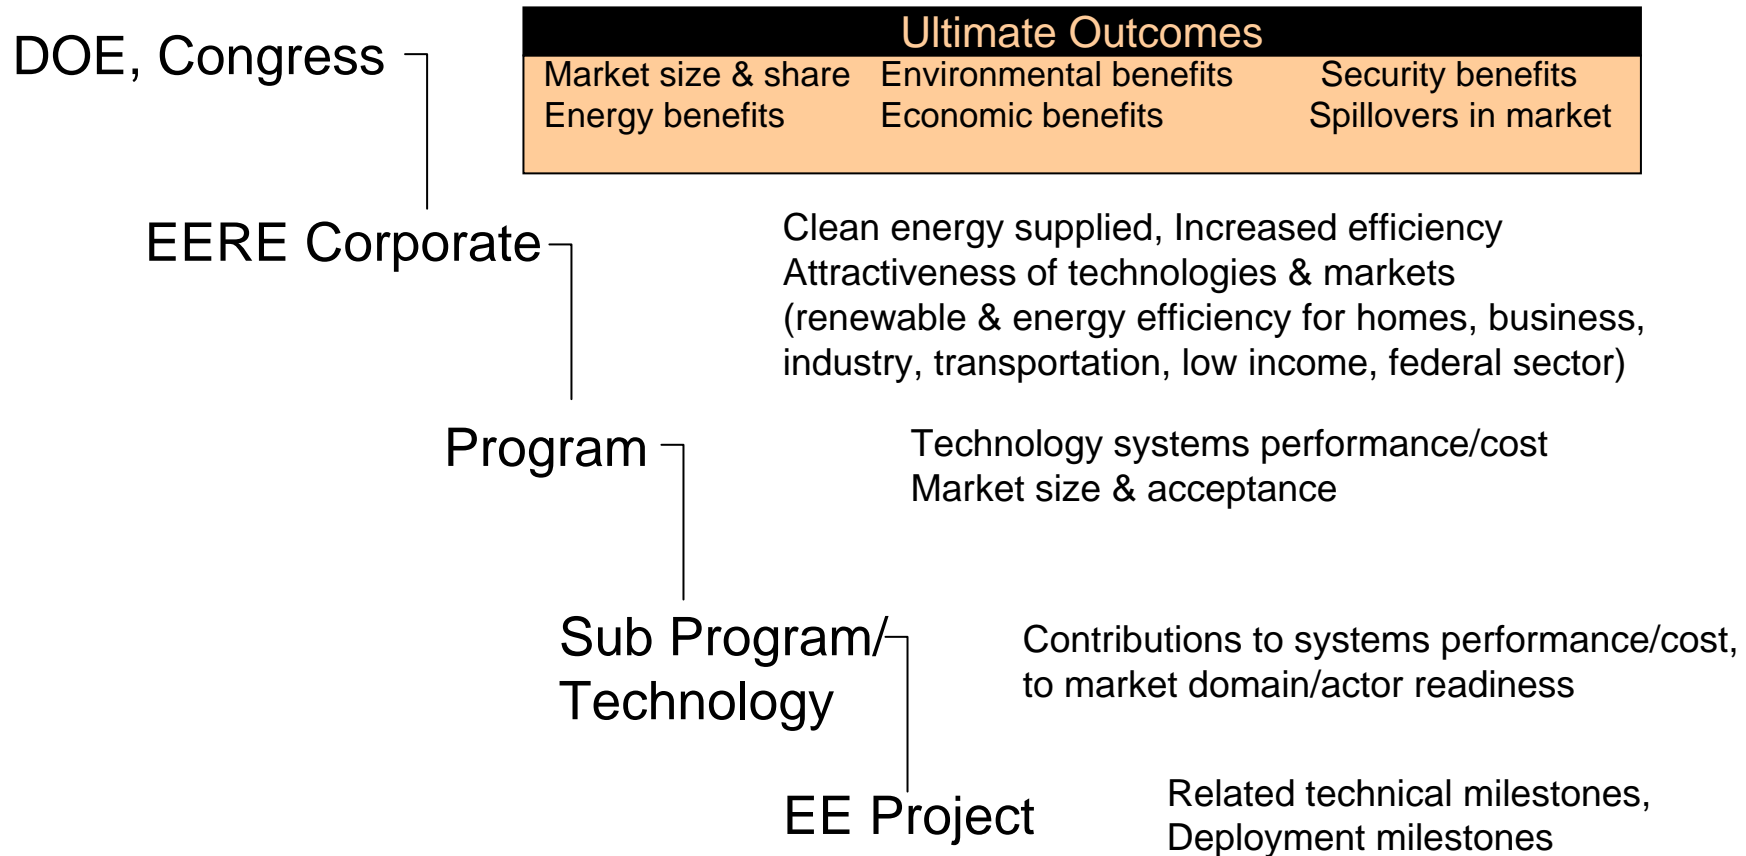 DOE, Congress
Ultimate Outcomes
Market size & share Environmental benefits Security benefits
Energy benefits Economic benefits Spillovers in market
EERE Corporate
Clean energy supplied, Increased efficiency
Attractiveness of technologies & markets
(renewable & energy efficiency for homes, business,
industry, transportation, low income, federal sector)
Program
Technology systems performance/cost
Market size & acceptance
Sub Program/
Technology
Contributions to systems performance/cost,
to market domain/actor readiness
EE Project
Related technical milestones,
Deployment milestones